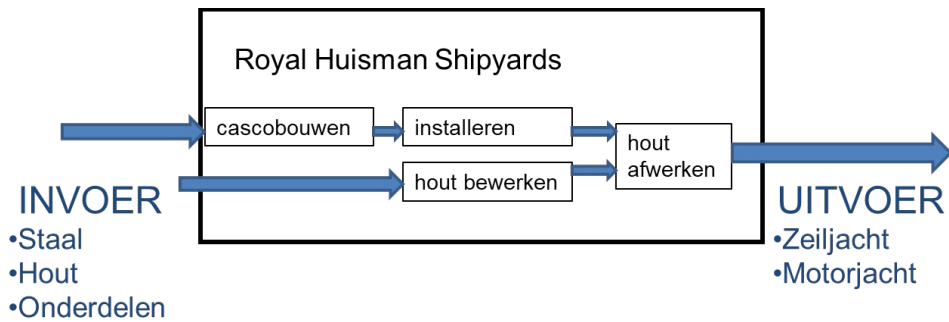 Royal Huisman Shipyards
cascobouwen
installeren
hout
afwerken
hout bewerken
INVOER
•Staal
•Hout
•Onderdelen
UITVOER
•Zeiljacht
•Motorjacht